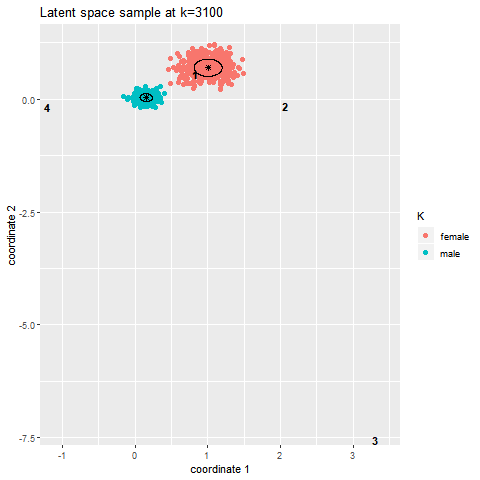 Latent space sample at k=3100
1
0.0
4
2
-2.5
-5.0
-7.5
3
-1
0
1
2
3
coordinate 1
coordinate 2
K
female
male